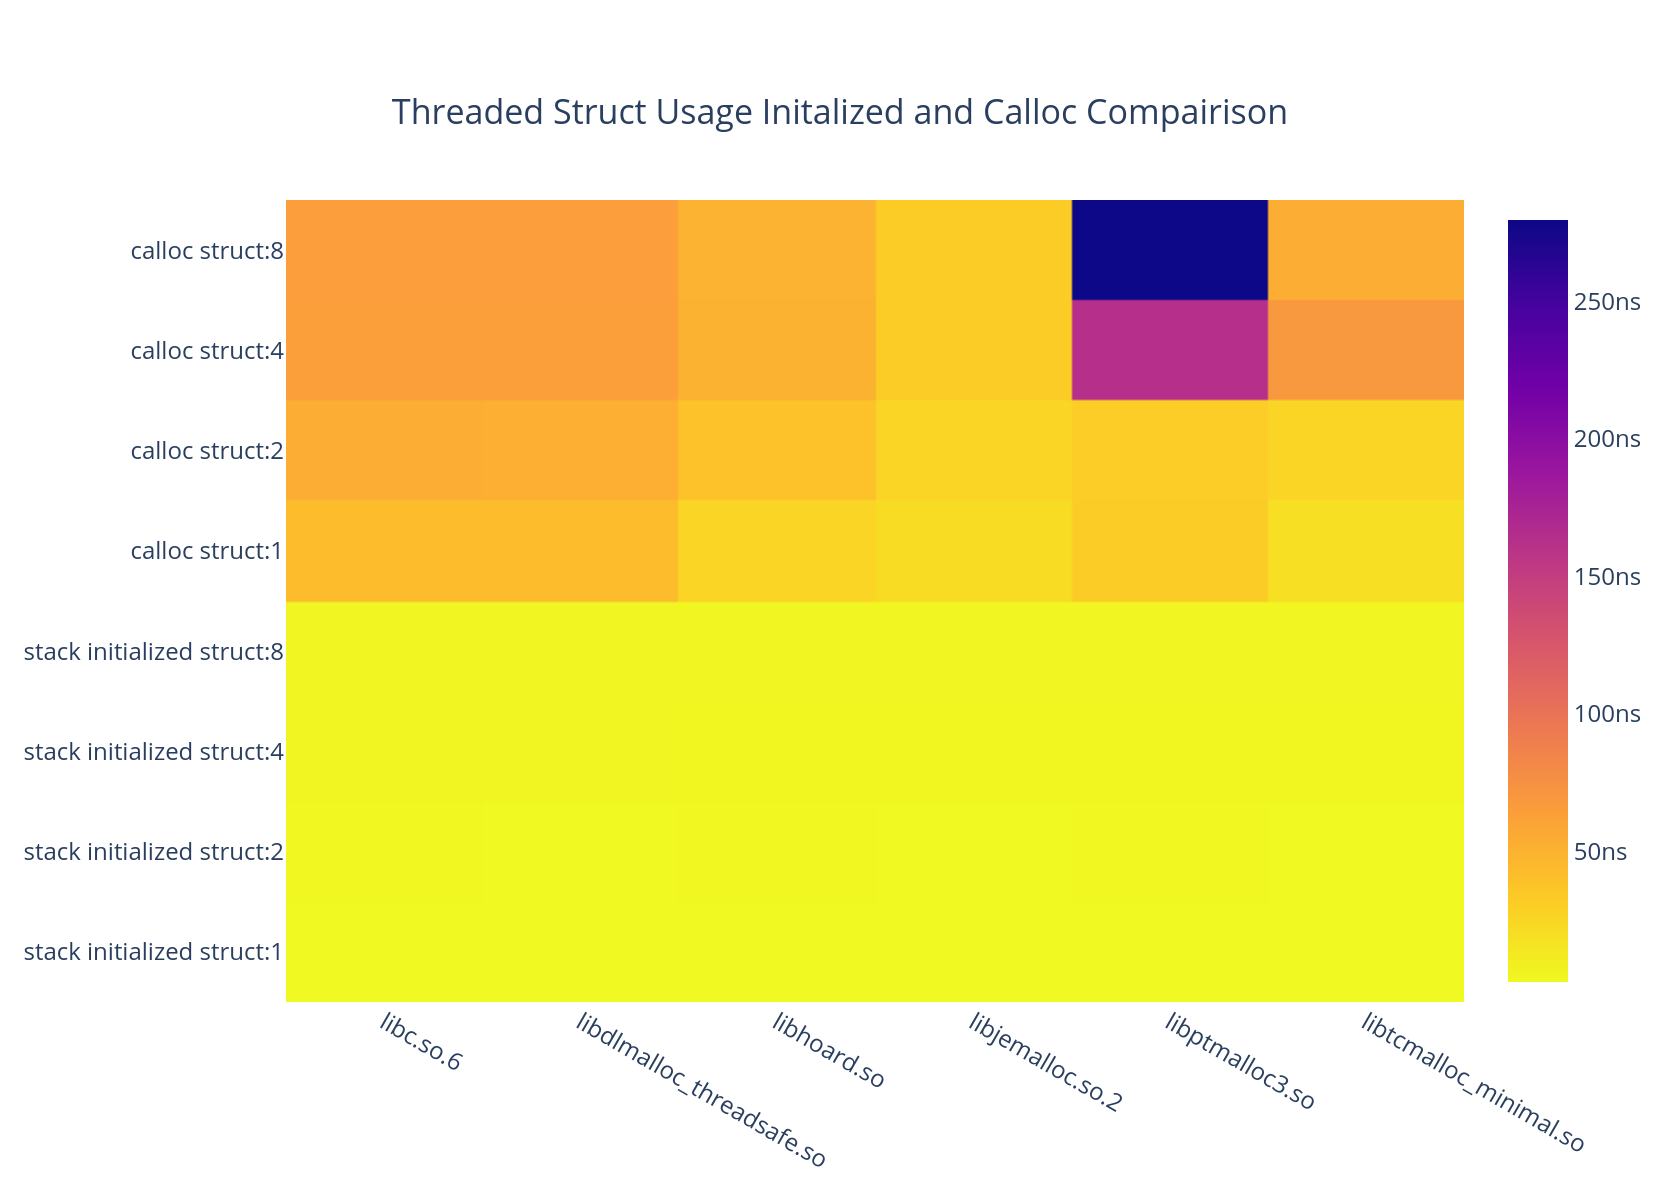 Threaded Struct Usage Initalized and Calloc Compairison
calloc struct:8
calloc struct:4
calloc struct:2
calloc struct:1
stack initialized struct:8
stack initialized struct:4
stack initialized struct:2
stack initialized struct:1
libc.so.6
libdlmalloc_threadsafe.so
libhoard.so
libjemalloc.so.2
libptmalloc3.so
libtcmalloc_minimal.so
250ns
200ns
150ns
100ns
50ns